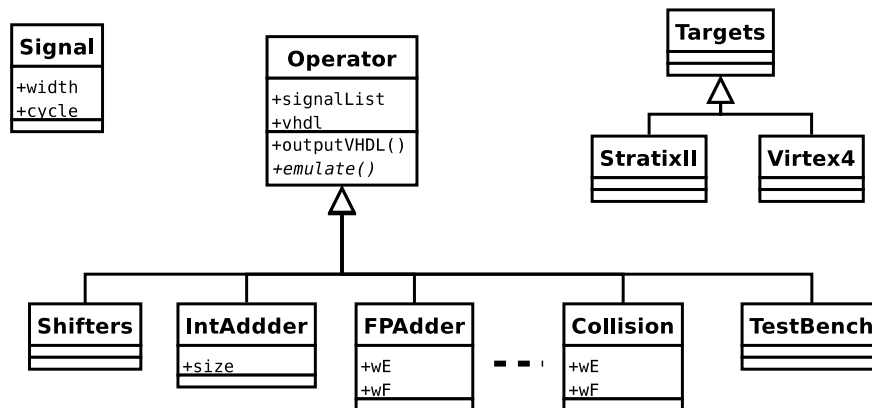 Signal
+width
+cycle
Operator
+signalList
+vhdl
+outputVHDL()
+emulate()
Targets
StratixII
Virtex4
Shifters
IntAddder
+size
FPAdder
+wE
+wF
Collision
+wE
+wF
TestBench